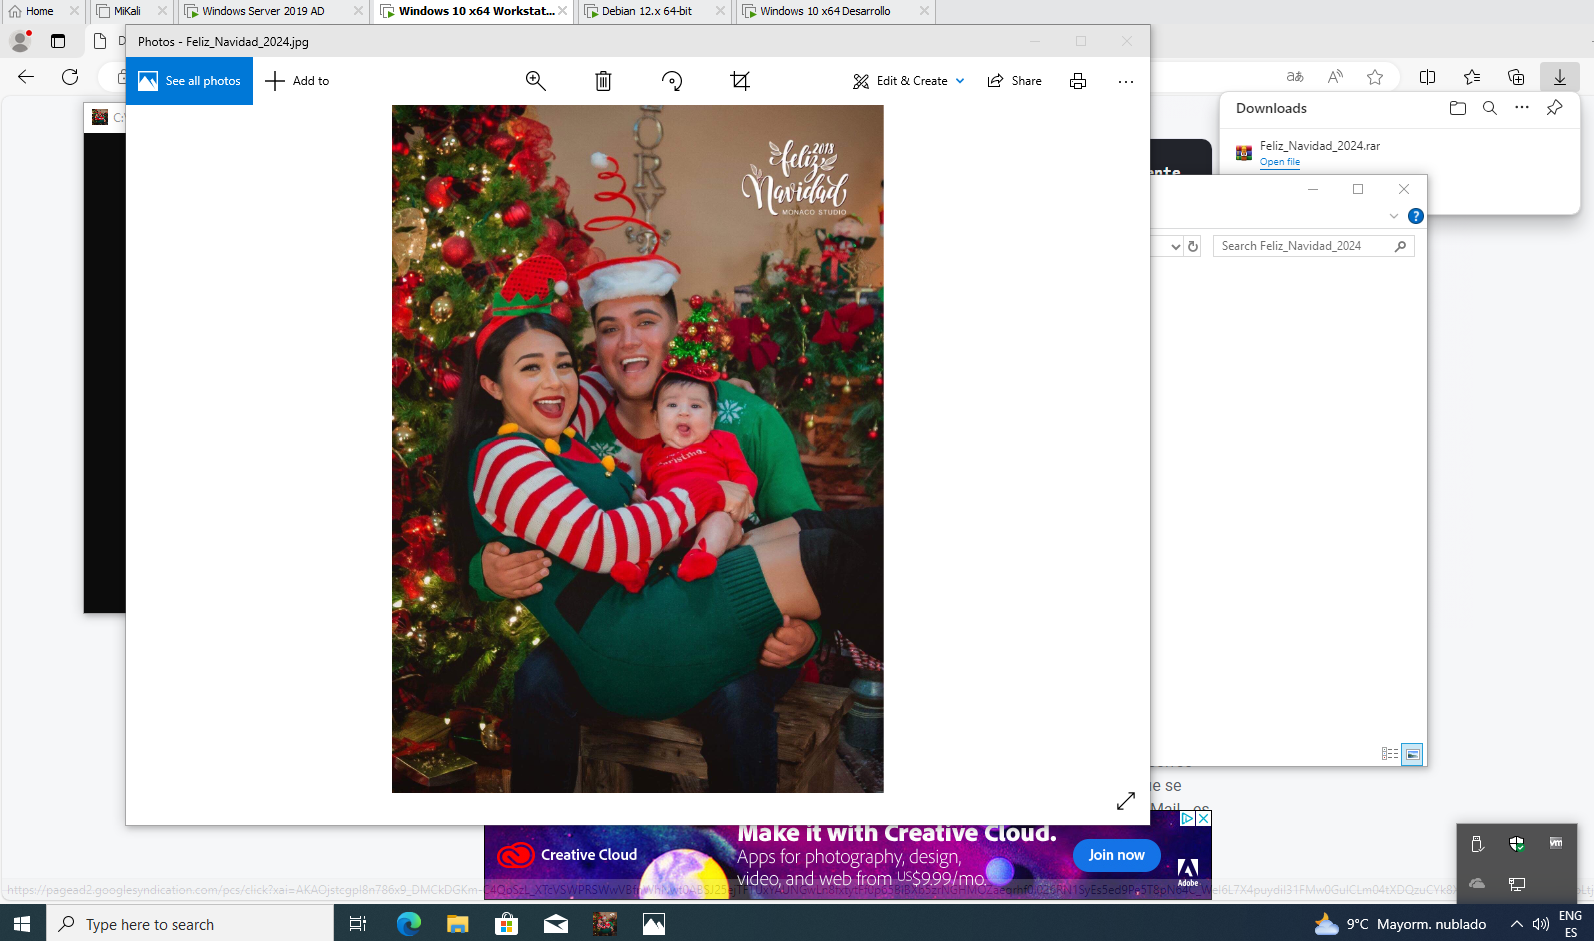 Home
MiKali
Windows Server 2019 AD
Windows 10 x64 Workstat...
Debian 12.x 64-bit
Windows 10 x64 Desarrollo
Photos - Feliz_Navidad_2024.jpg
See all photos
Add to
Edit & Create
Share
Downloads
Feliz_Navidad_2024.rar
Open file
Search Feliz_Navidad_2024
ORY
2018
feliz
Navidad
MONACO STUDIO
ue se
Make it with Creative Cloud.
Creative Cloud
Apps for photography, design,
video, and web from US$9.99/mo.
Join now
Adobe
Type here to search
9°C Mayorm. nublado
ENG
ES